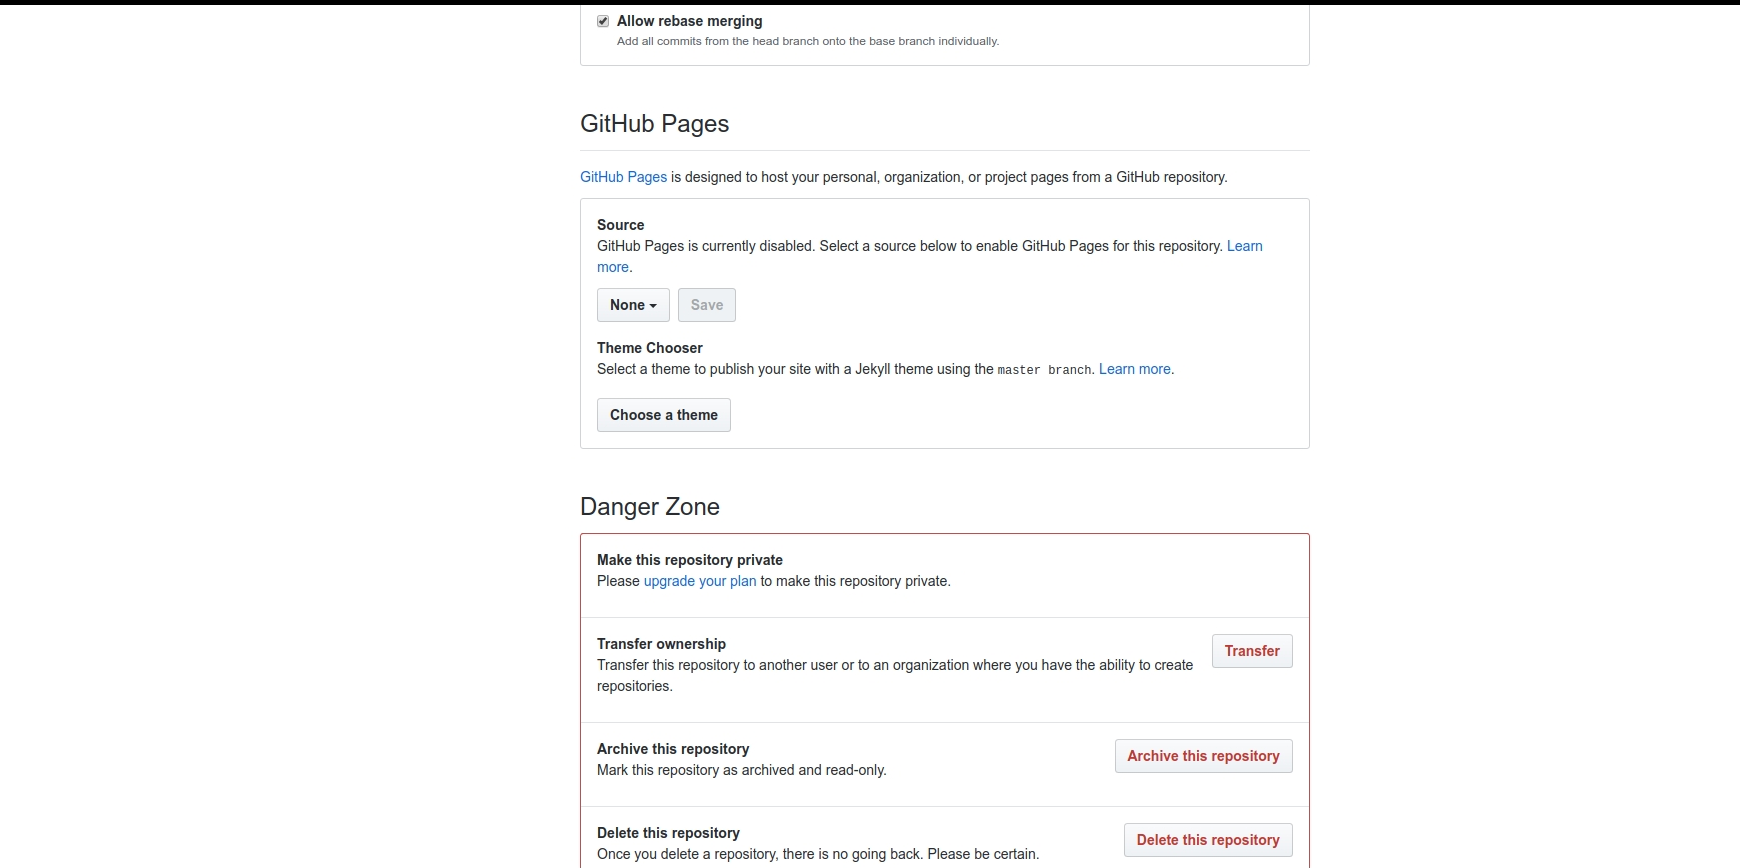 Allow rebase merging
Add all commits from the head branch onto the base branch individually.
GitHub Pages
GitHub Pages is designed to host your personal, organization, or project pages from a GitHub repository.
Source
GitHub Pages is currently disabled. Select a source below to enable GitHub Pages for this repository. Learn
more.
None Save
Theme Chooser
Select a theme to publish your site with a Jekyll theme using the master branch. Learn more.
Choose a theme
Danger Zone
Make this repository private
Please upgrade your plan to make this repository private.
Transfer ownership
Transfer this repository to another user or to an organization where you have the ability to create
repositories.
Transfer
Archive this repository
Mark this repository as archived and read-only.
Archive this repository
Delete this repository
Once you delete a repository, there is no going back. Please be certain.
Delete this repository